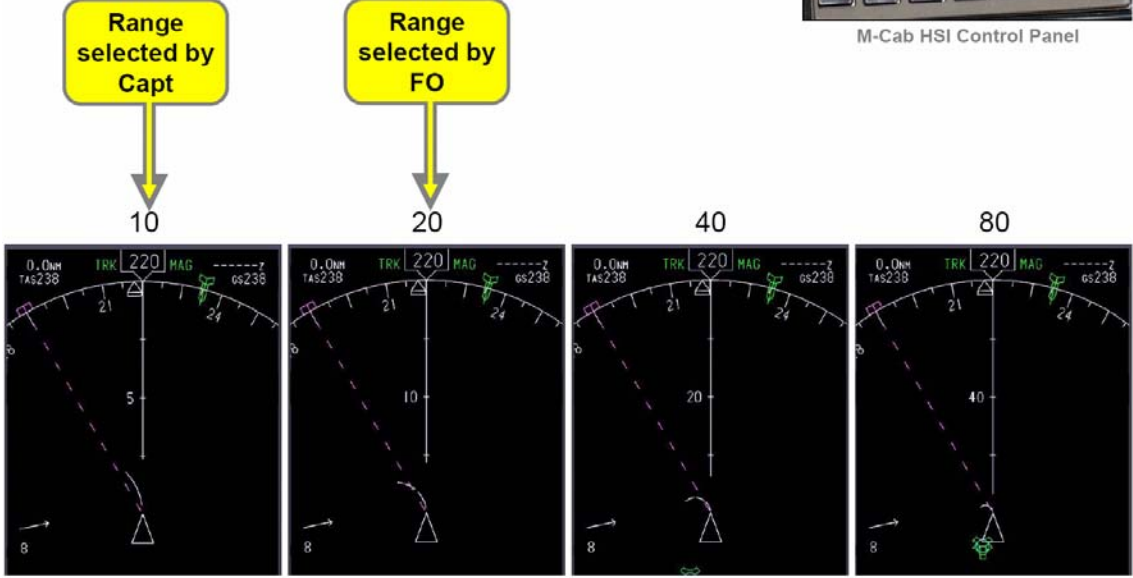 Range
selected by
Capt
Range
selected by
FO
M-Cab HSI Control Panel
10
20
40
80
0.0NM TRK 220 MAG ------Z
TAS238 GS238
21
24
5
8
0.0NM TRK 220 MAG ------Z
TAS238 GS238
21
24
10
8
0.0NM TRK 220 MAG ------Z
TAS238 GS238
21
24
20
8
0.0NM TRK 220 MAG ------Z
TAS238 GS238
21
24
40
8